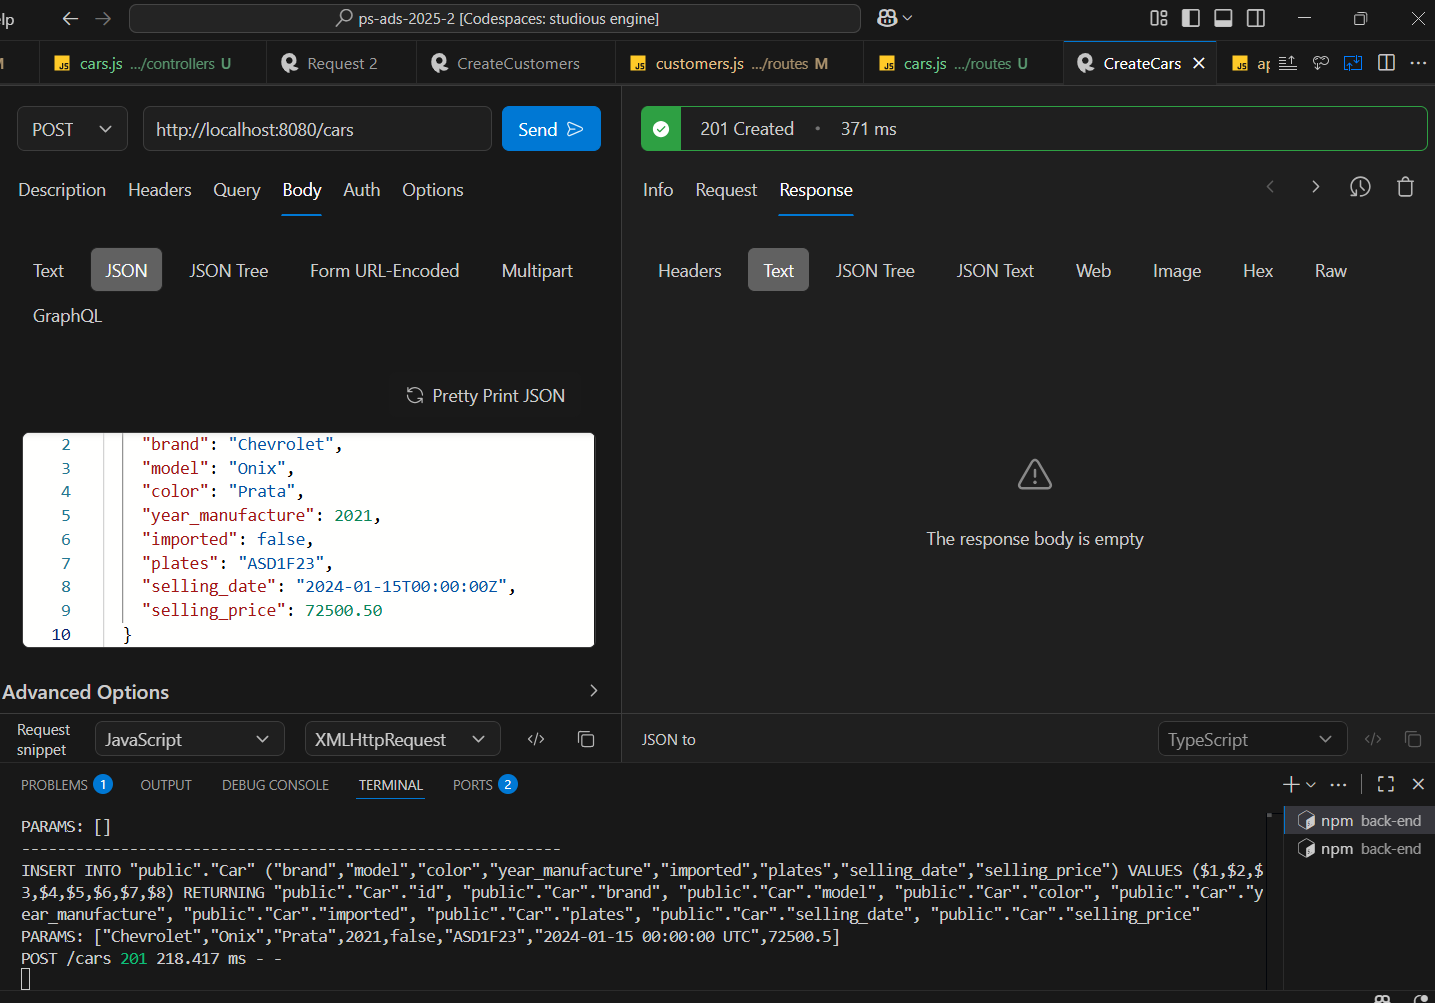 lp
ps-ads-2025-2 [Codespaces: studious engine]
cars.js .../controllers U
Request 2
CreateCustomers
customers.js .../routes M
cars.js .../routes U
CreateCars
ap
POST
http://localhost:8080/cars
Send
201 Created • 371 ms
Description Headers Query Body Auth Options
Info Request Response
Text JSON JSON Tree Form URL-Encoded Multipart
GraphQL
Headers Text JSON Tree JSON Text Web Image Hex Raw
Pretty Print JSON
2 "brand": "Chevrolet",
3 "model": "Onix",
4 "color": "Prata",
5 "year_manufacture": 2021,
6 "imported": false,
7 "plates": "ASD1F23",
8 "selling_date": "2024-01-15T00:00:00Z",
9 "selling_price": 72500.50
10 }
The response body is empty
Advanced Options
Request
snippet
JavaScript
XMLHttpRequest
JSON to
TypeScript
PROBLEMS 1 OUTPUT DEBUG CONSOLE TERMINAL PORTS 2
PARAMS: []
------------------------------------------------------------
INSERT INTO "public"."Car" ("brand","model","color","year_manufacture","imported","plates","selling_date","selling_price") VALUES ($1,$2,$
3,$4,$5,$6,$7,$8) RETURNING "public"."Car"."id", "public"."Car"."brand", "public"."Car"."model", "public"."Car"."color", "public"."Car"."y
ear_manufacture", "public"."Car"."imported", "public"."Car"."plates", "public"."Car"."selling_date", "public"."Car"."selling_price"
PARAMS: ["Chevrolet","Onix","Prata",2021,false,"ASD1F23","2024-01-15 00:00:00 UTC",72500.5]
POST /cars 201 218.417 ms - -
npm back-end
npm back-end